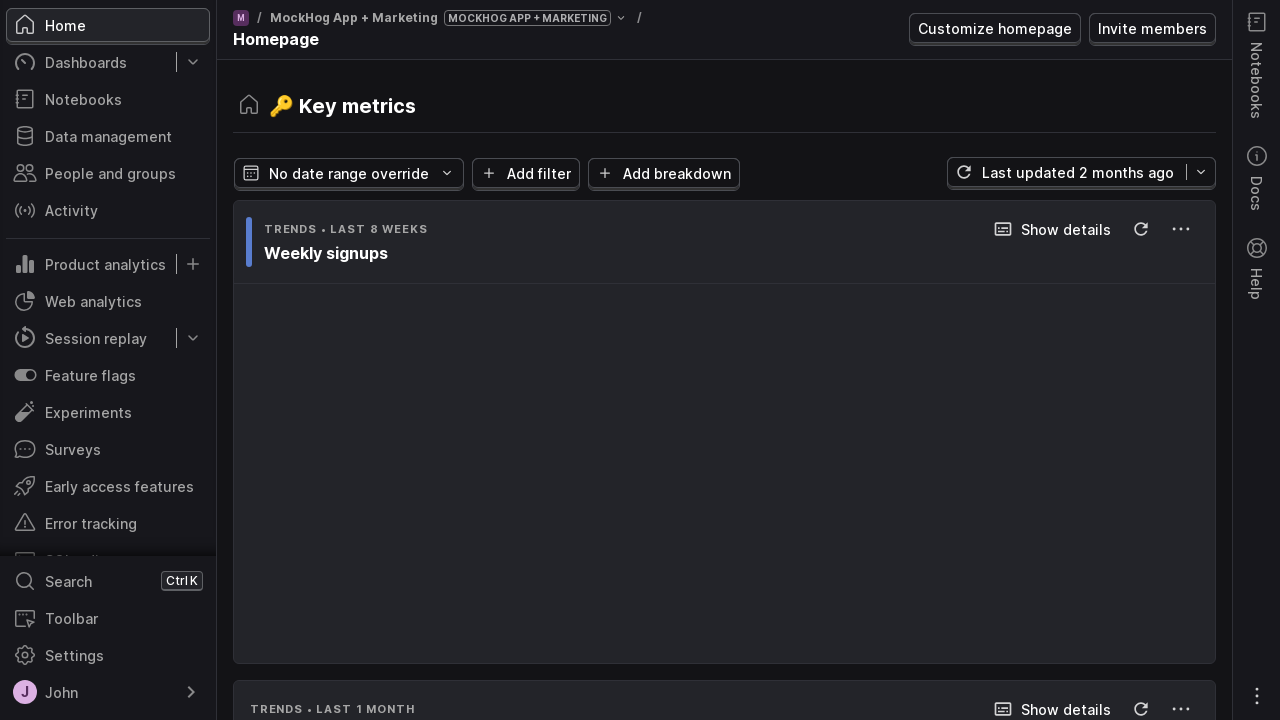 Home
Dashboards
Notebooks
Data management
People and groups
Activity
Product analytics
Web analytics
Session replay
Feature flags
Experiments
Surveys
Early access features
Error tracking
Search Ctrl K
Toolbar
Settings
J John
M / MockHog App + Marketing MOCKHOG APP + MARKETING /
Homepage
Customize homepage
Invite members
🔑 Key metrics
No date range override
Add filter
Add breakdown
Last updated 2 months ago
TRENDS • LAST 8 WEEKS
Weekly signups
Show details
TRENDS • LAST 1 MONTH
Show details
Notebooks
Docs
Help